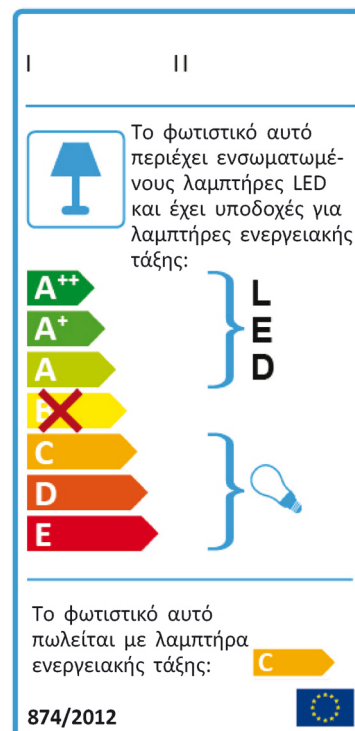 I II
Το φωτιστικό αυτό
περιέχει ενσωματωμέ-
νους λαμπτήρες LED
και έχει υποδοχές για
λαμπτήρες ενεργειακής
τάξης:
A++
A+
A
B
C
D
E
L
E
D
Το φωτιστικό αυτό
πωλείται με λαμπτήρα
ενεργειακής τάξης:
C
874/2012